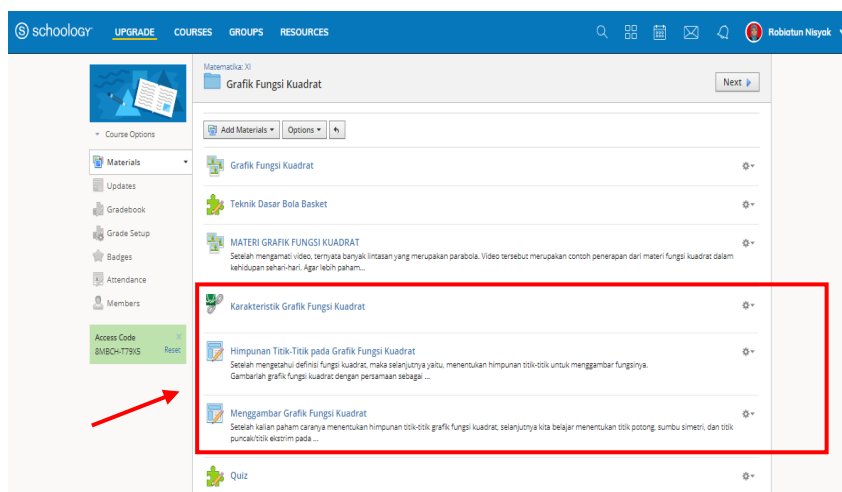 schoology UPGRADE COURSES GROUPS RESOURCES Robiatun Nisyak
Matematika: XI
Grafik Fungsi Kuadrat
Next
Course Options
Add Materials Options
Materials
Updates
Gradebook
Grade Setup
Badges
Attendance
Members
Access Code
8MBCH-T79X5 Reset
Grafik Fungsi Kuadrat
Teknik Dasar Bola Basket
MATERI GRAFIK FUNGSI KUADRAT
Setelah mengamati video, ternyata banyak lintasan yang merupakan parabola. Video tersebut merupakan contoh penerapan dari materi fungsi kuadrat dalam
kehidupan sehari-hari. Agar lebih paham...
Karakteristik Grafik Fungsi Kuadrat
Himpunan Titik-Titik pada Grafik Fungsi Kuadrat
Setelah mengetahui definisi fungsi kuadrat, maka selanjutnya yaitu, menentukan himpunan titik-titik untuk menggambar fungsinya.
Gambarlah grafik fungsi kuadrat dengan persamaan sebagai ...
Menggambar Grafik Fungsi Kuadrat
Setelah kalian paham caranya menentukan himpunan titik-titik grafik fungsi kuadrat, selanjutnya kita belajar menentukan titik potong, sumbu simetri, dan titik
puncak/titik ekstrim pada ...
Quiz